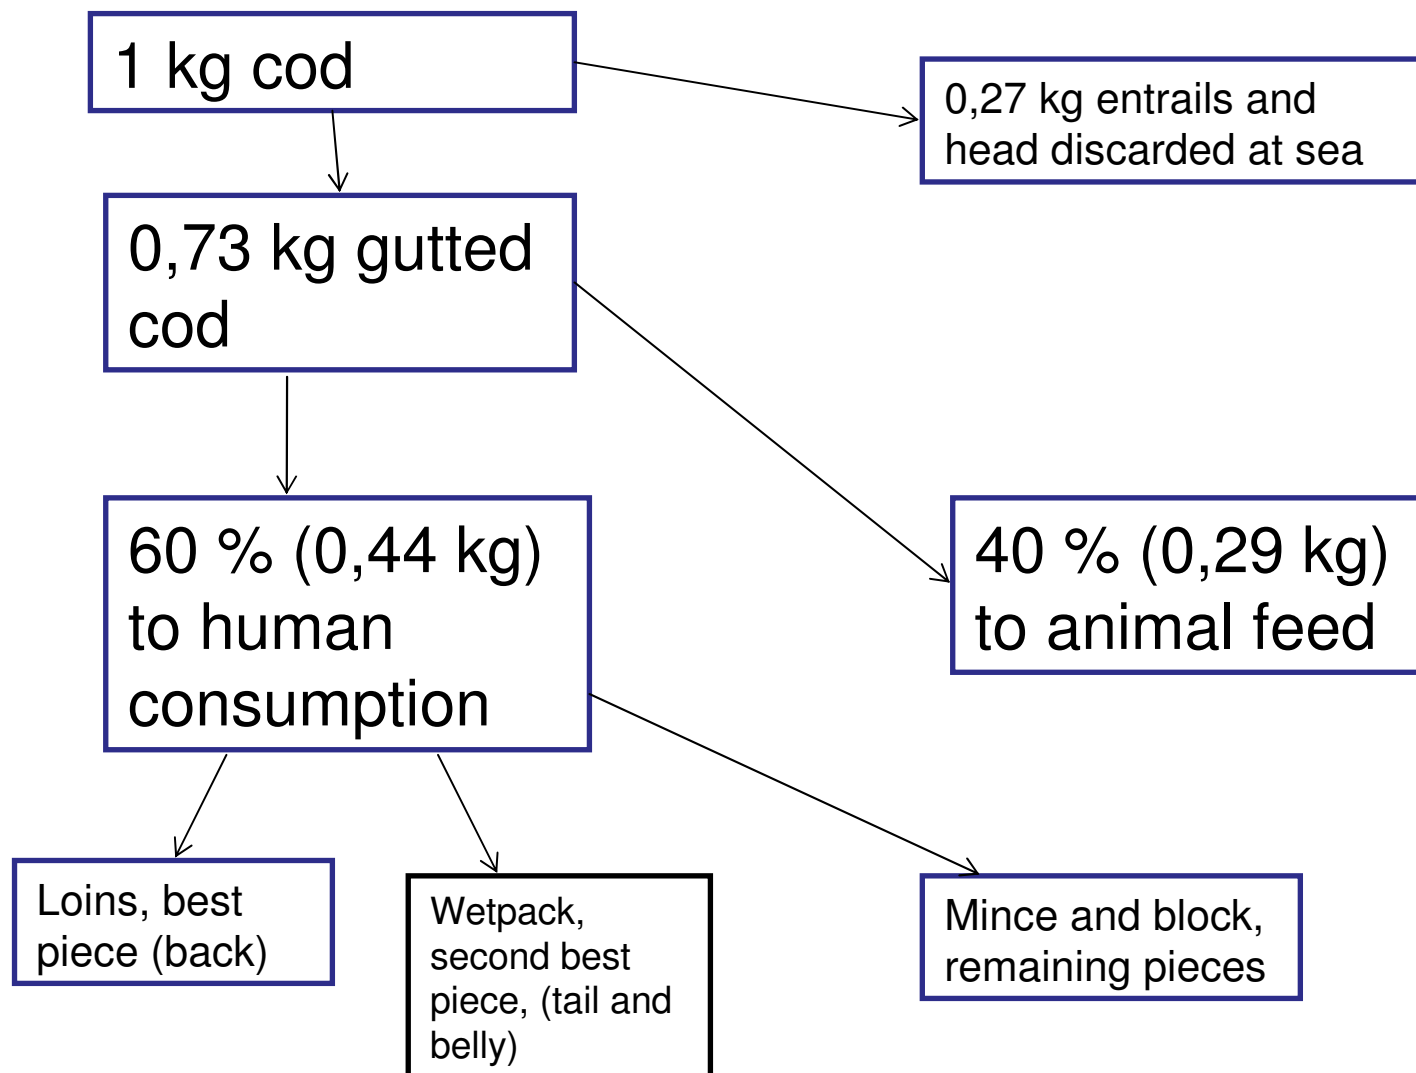 1 kg cod
0,27 kg entrails and
head discarded at sea
0,73 kg gutted
cod
60 % (0,44 kg)
to human
consumption
40 % (0,29 kg)
to animal feed
Loins, best
piece (back)
Wetpack,
second best
piece, (tail and
belly)
Mince and block,
remaining pieces